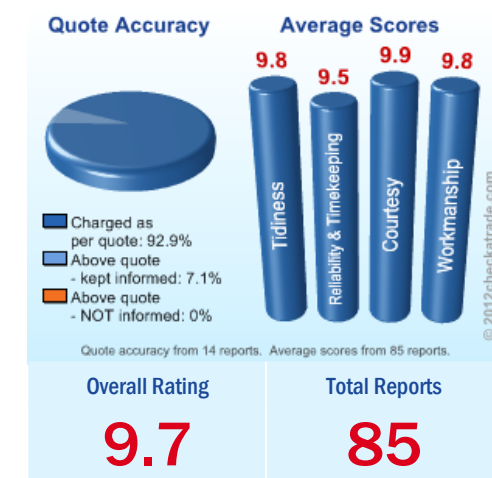 Quote Accuracy
Charged as
per quote: 92.9%
Above quote
- kept informed: 7.1%
Above quote
- NOT informed: 0%
Average Scores
9.8
9.5
9.9
9.8
Tidiness
Reliability & Timekeeping
Courtesy
Workmanship
© 2012checkatrade.com
Quote accuracy from 14 reports. Average scores from 85 reports.
Overall Rating
9.7
Total Reports
85